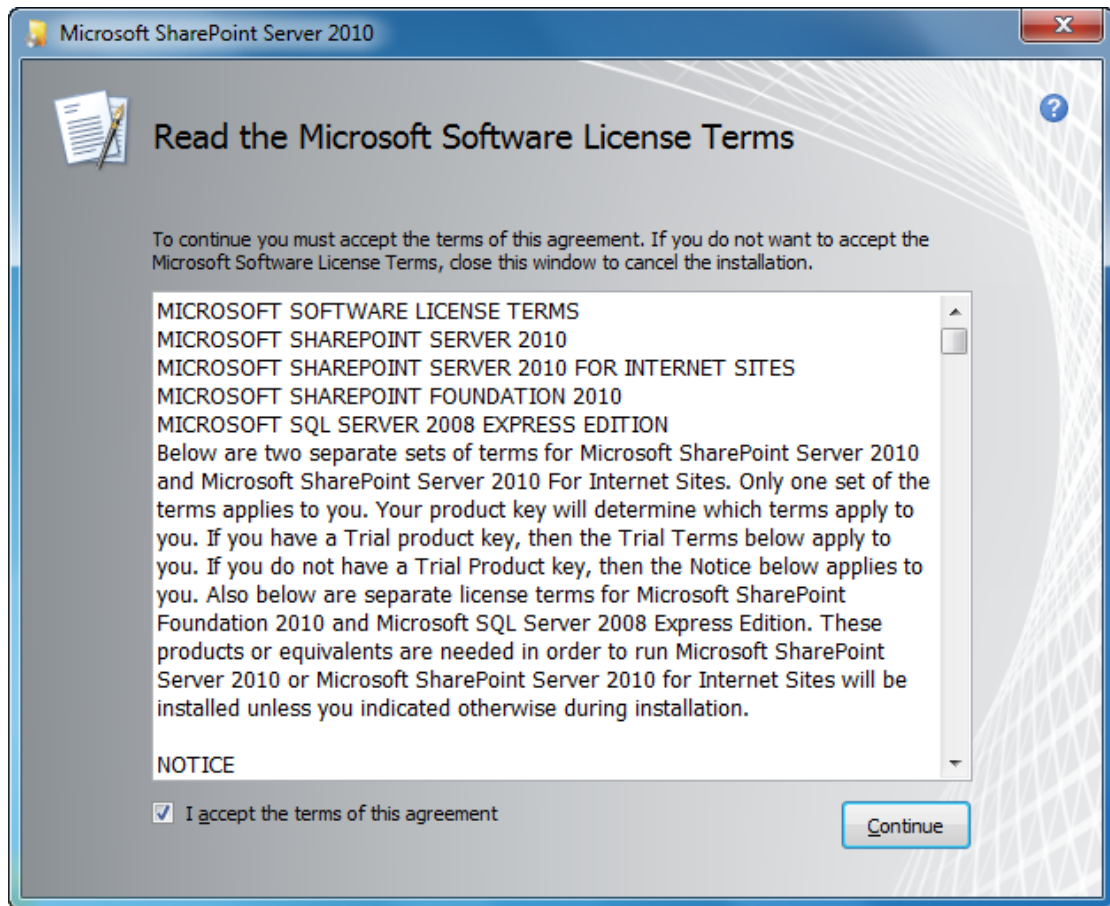 Microsoft SharePoint Server 2010
Read the Microsoft Software License Terms
To continue you must accept the terms of this agreement. If you do not want to accept the
Microsoft Software License Terms, close this window to cancel the installation.
MICROSOFT SOFTWARE LICENSE TERMS
MICROSOFT SHAREPOINT SERVER 2010
MICROSOFT SHAREPOINT SERVER 2010 FOR INTERNET SITES
MICROSOFT SHAREPOINT FOUNDATION 2010
MICROSOFT SQL SERVER 2008 EXPRESS EDITION
Below are two separate sets of terms for Microsoft SharePoint Server 2010
and Microsoft SharePoint Server 2010 For Internet Sites. Only one set of the
terms applies to you. Your product key will determine which terms apply to
you. If you have a Trial product key, then the Trial Terms below apply to
you. If you do not have a Trial Product key, then the Notice below applies to
you. Also below are separate license terms for Microsoft SharePoint
Foundation 2010 and Microsoft SQL Server 2008 Express Edition. These
products or equivalents are needed in order to run Microsoft SharePoint
Server 2010 or Microsoft SharePoint Server 2010 for Internet Sites will be
installed unless you indicated otherwise during installation.
NOTICE
I accept the terms of this agreement
Continue